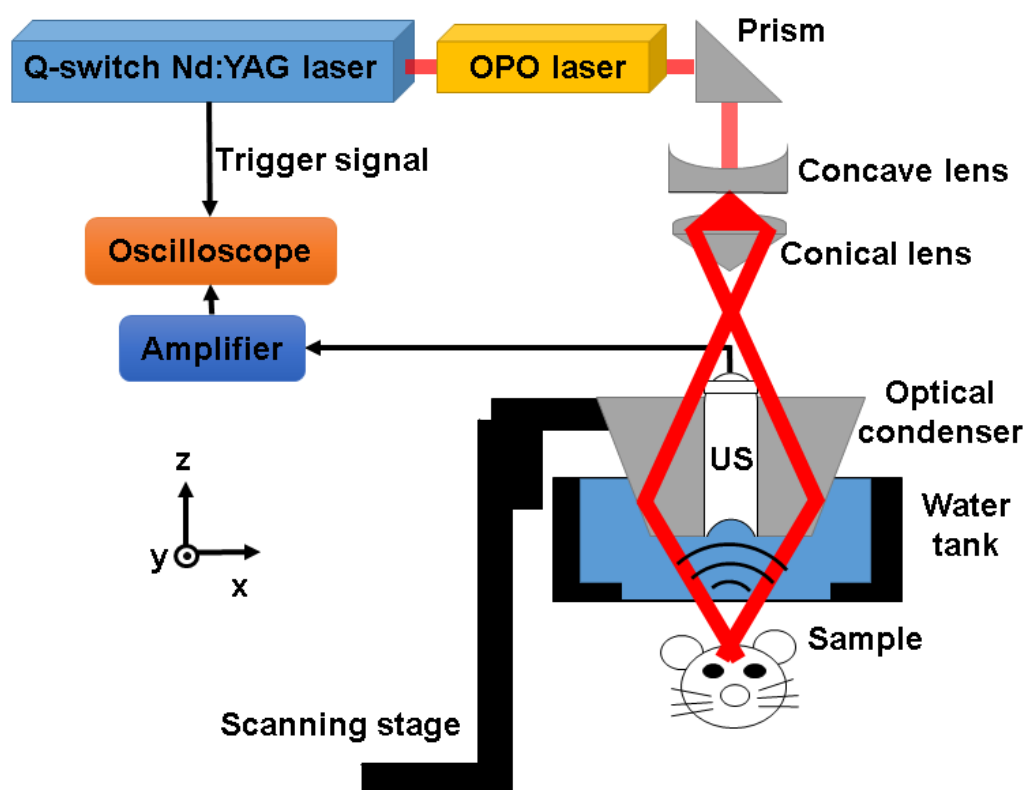 Prism
Q-switch Nd:YAG laser
OPO laser
Trigger signal
Concave lens
Oscilloscope
Conical lens
Amplifier
Optical
condenser
US
z
y
x
Water
tank
Sample
Scanning stage